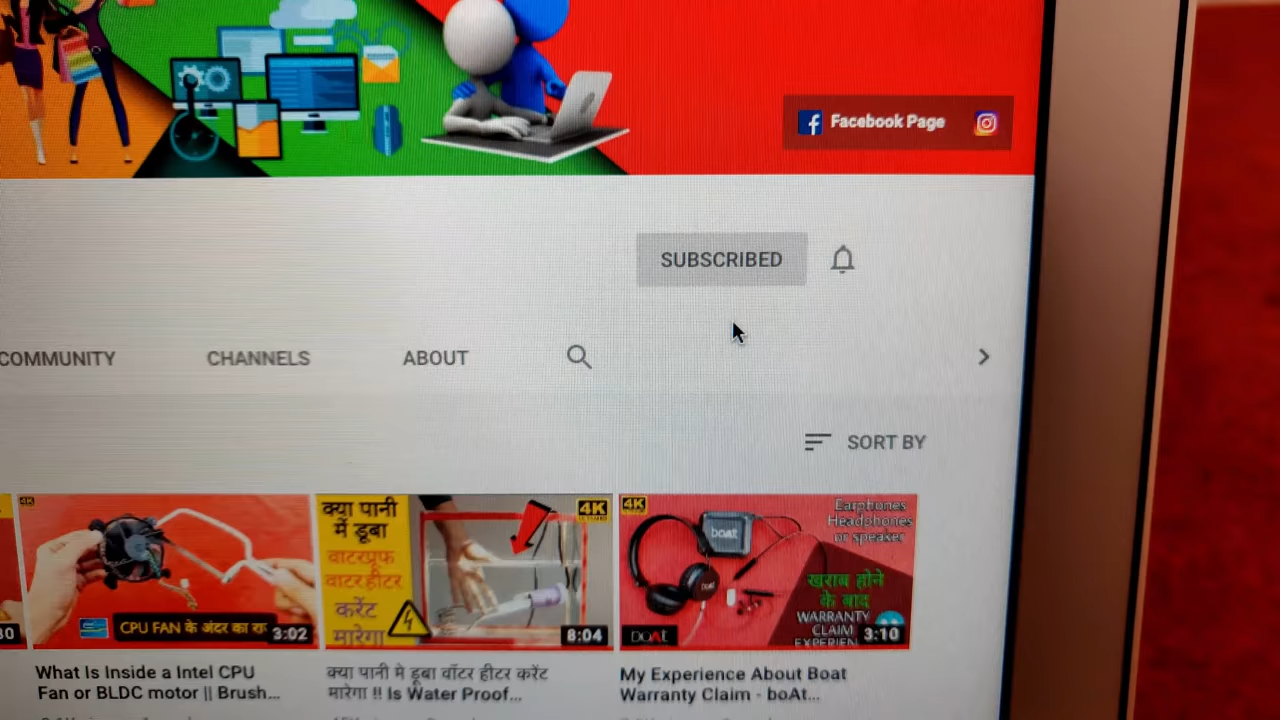 Facebook Page
SUBSCRIBED
COMMUNITY
CHANNELS
ABOUT
SORT BY
4K
CPU FAN के अंदर का
3:02
क्या पानी
में डूबा
वाटरप्रूफ
वाटर हीटर
करेंट
मारेगा
4K
8:04
4K
boat
Earphones
Headphones
or speaker
खराब होने
के बाद
WARRANTY
CLAIM
boAt
3:10
What Is Inside a Intel CPU
Fan or BLDC motor || Brush...
क्या पानी मे डूबा वॉटर हीटर करेंट
मारेगा !! Is Water Proof...
My Experience About Boat
Warranty Claim - boAt...